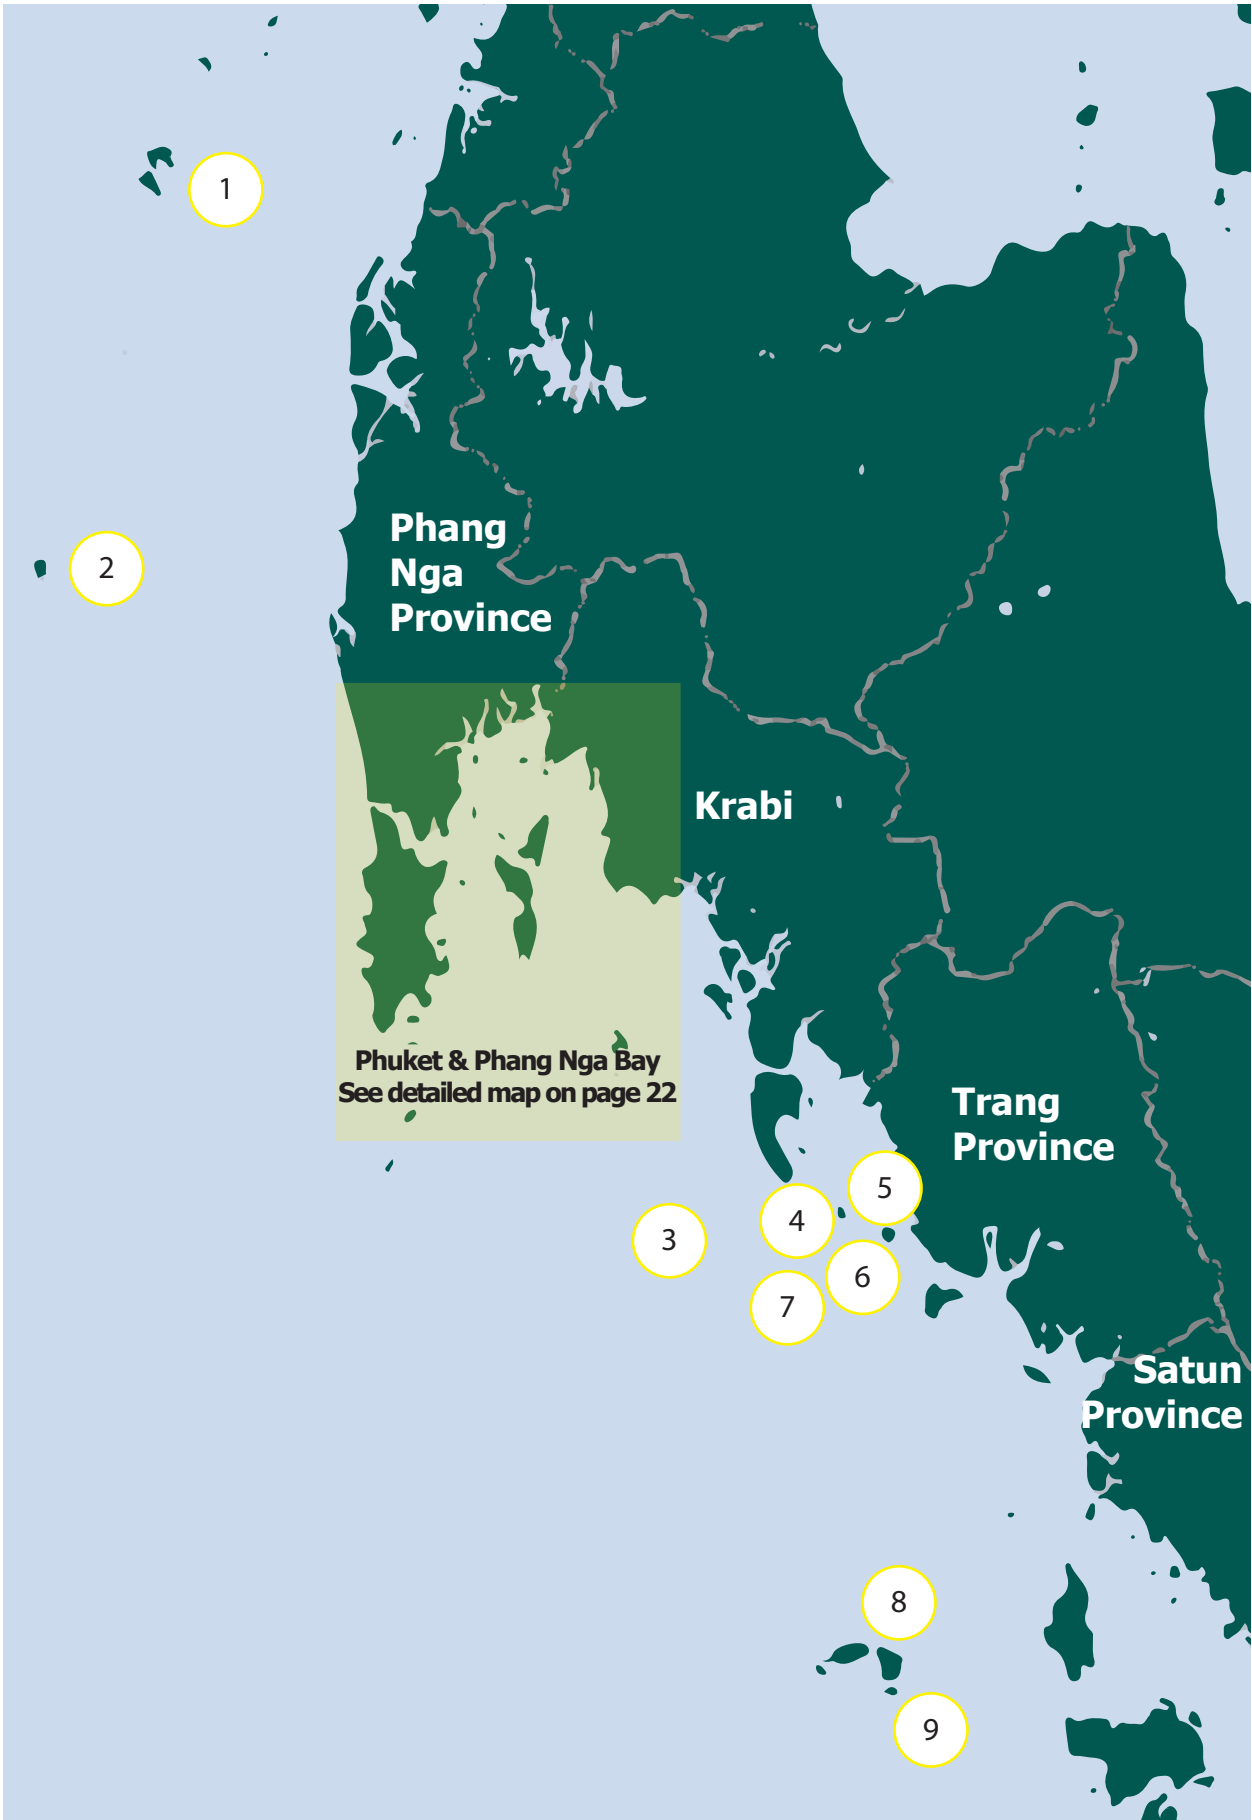 1
2
Phang
Nga
Province
Krabi
Phuket & Phang Nga Bay
See detailed map on page 22
Trang
Province
5
4
3
6
7
Satun
Province
8
9